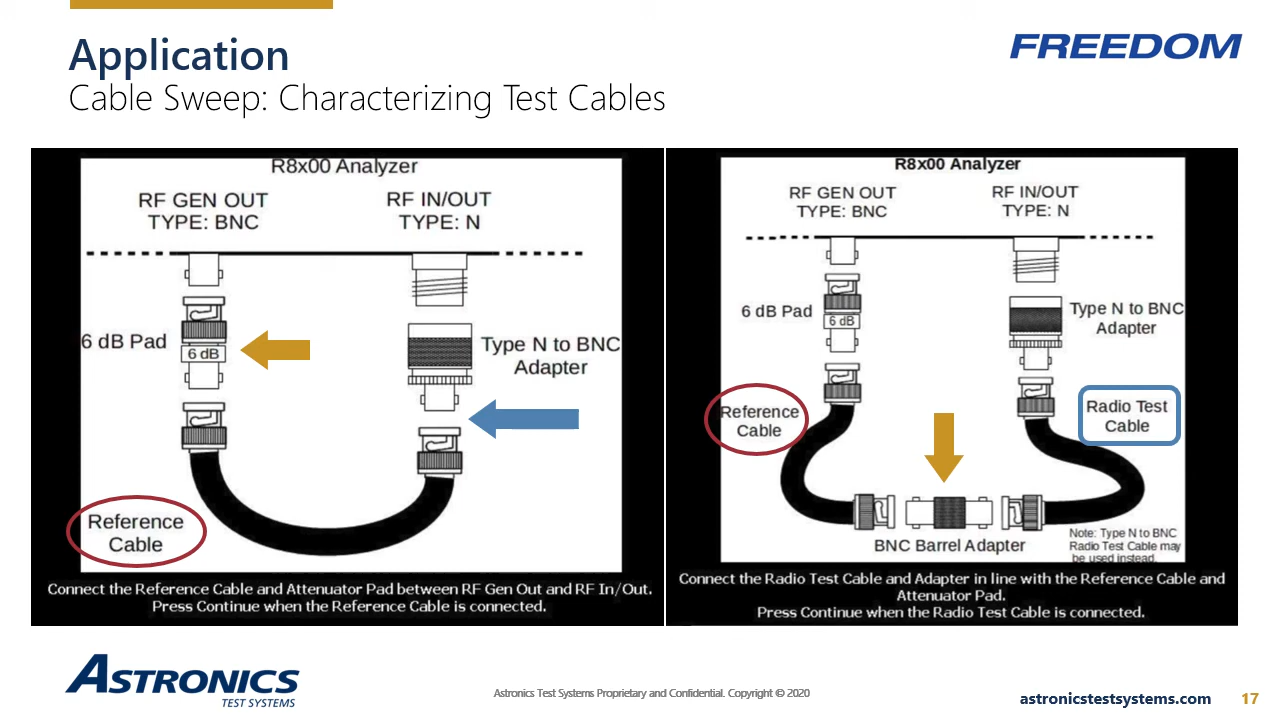 Application
FREEDOM
Cable Sweep: Characterizing Test Cables
R8x00 Analyzer
RF GEN OUT
TYPE: BNC
RF IN/OUT
TYPE: N
6 dB Pad
6 dB
Type N to BNC
Adapter
Reference
Cable
Connect the Reference Cable and Attenuator Pad between RF Gen Out and RF In/Out.
Press Continue when the Reference Cable is connected.
R8x00 Analyzer
RF GEN OUT
TYPE: BNC
RF IN/OUT
TYPE: N
6 dB Pad
6 dB
Type N to BNC
Adapter
Reference
Cable
Radio Test
Cable
BNC Barrel Adapter
Note: Type N to BNC
Radio Test Cable may
be used instead.
Connect the Radio Test Cable and Adapter in line with the Reference Cable and
Attenuator Pad.
Press Continue when the Radio Test Cable is connected.
ASTRONICS
TEST SYSTEMS
Astronics Test Systems Proprietary and Confidential. Copyright © 2020
astronicstestsystems.com
17